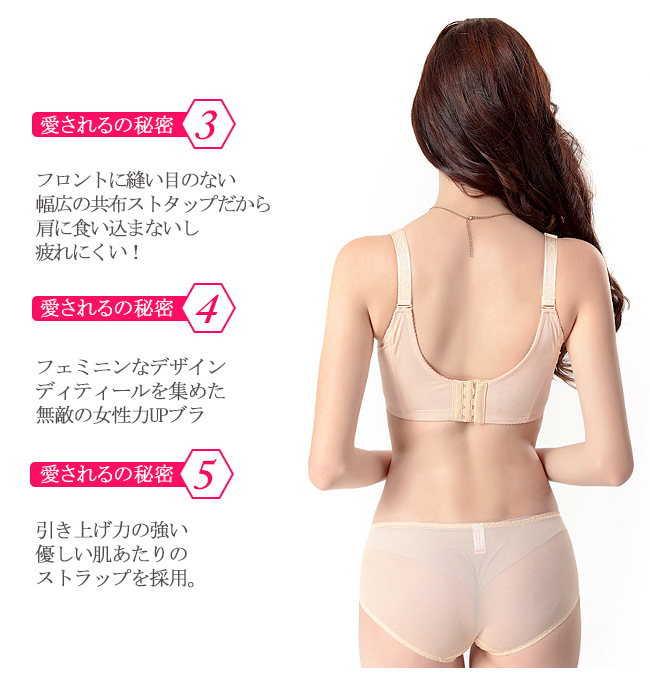 愛されるの秘密 3
フロントに縫い目のない
幅広の共布ストタップだから
肩に食い込まないし
疲れにくい！
愛されるの秘密 4
フェミニンなデザイン
ディティールを集めた
無敵の女性力UPブラ
愛されるの秘密 5
引き上げ力の強い
優しい肌あたりの
ストラップを採用。